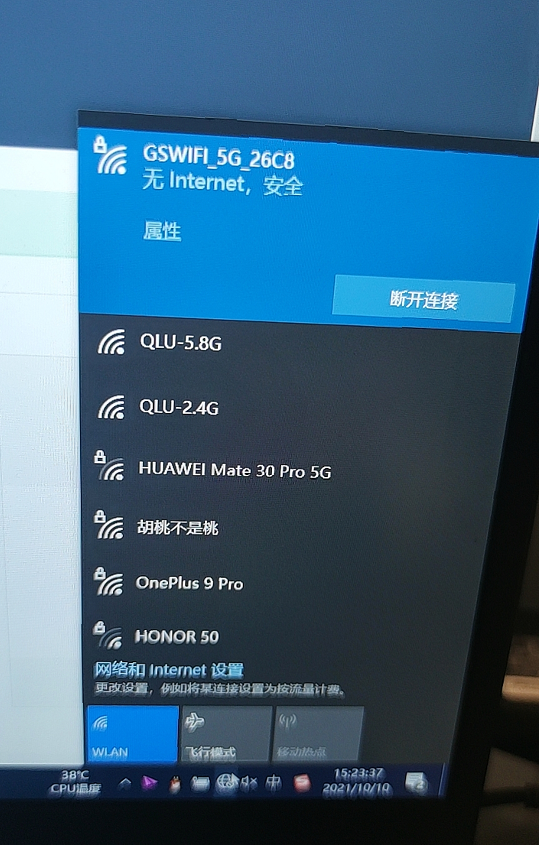 GSWIFI_5G_26C8
无 Internet，安全
属性
断开连接
QLU-5.8G
QLU-2.4G
HUAWEI Mate 30 Pro 5G
胡桃不是桃
OnePlus 9 Pro
HONOR 50
网络和 Internet 设置
更改设置，例如将某连接设置为按流量计费。
WLAN
飞行模式
移动热点
38°C
CPU温度
中
15:23:37
2021/10/10
2